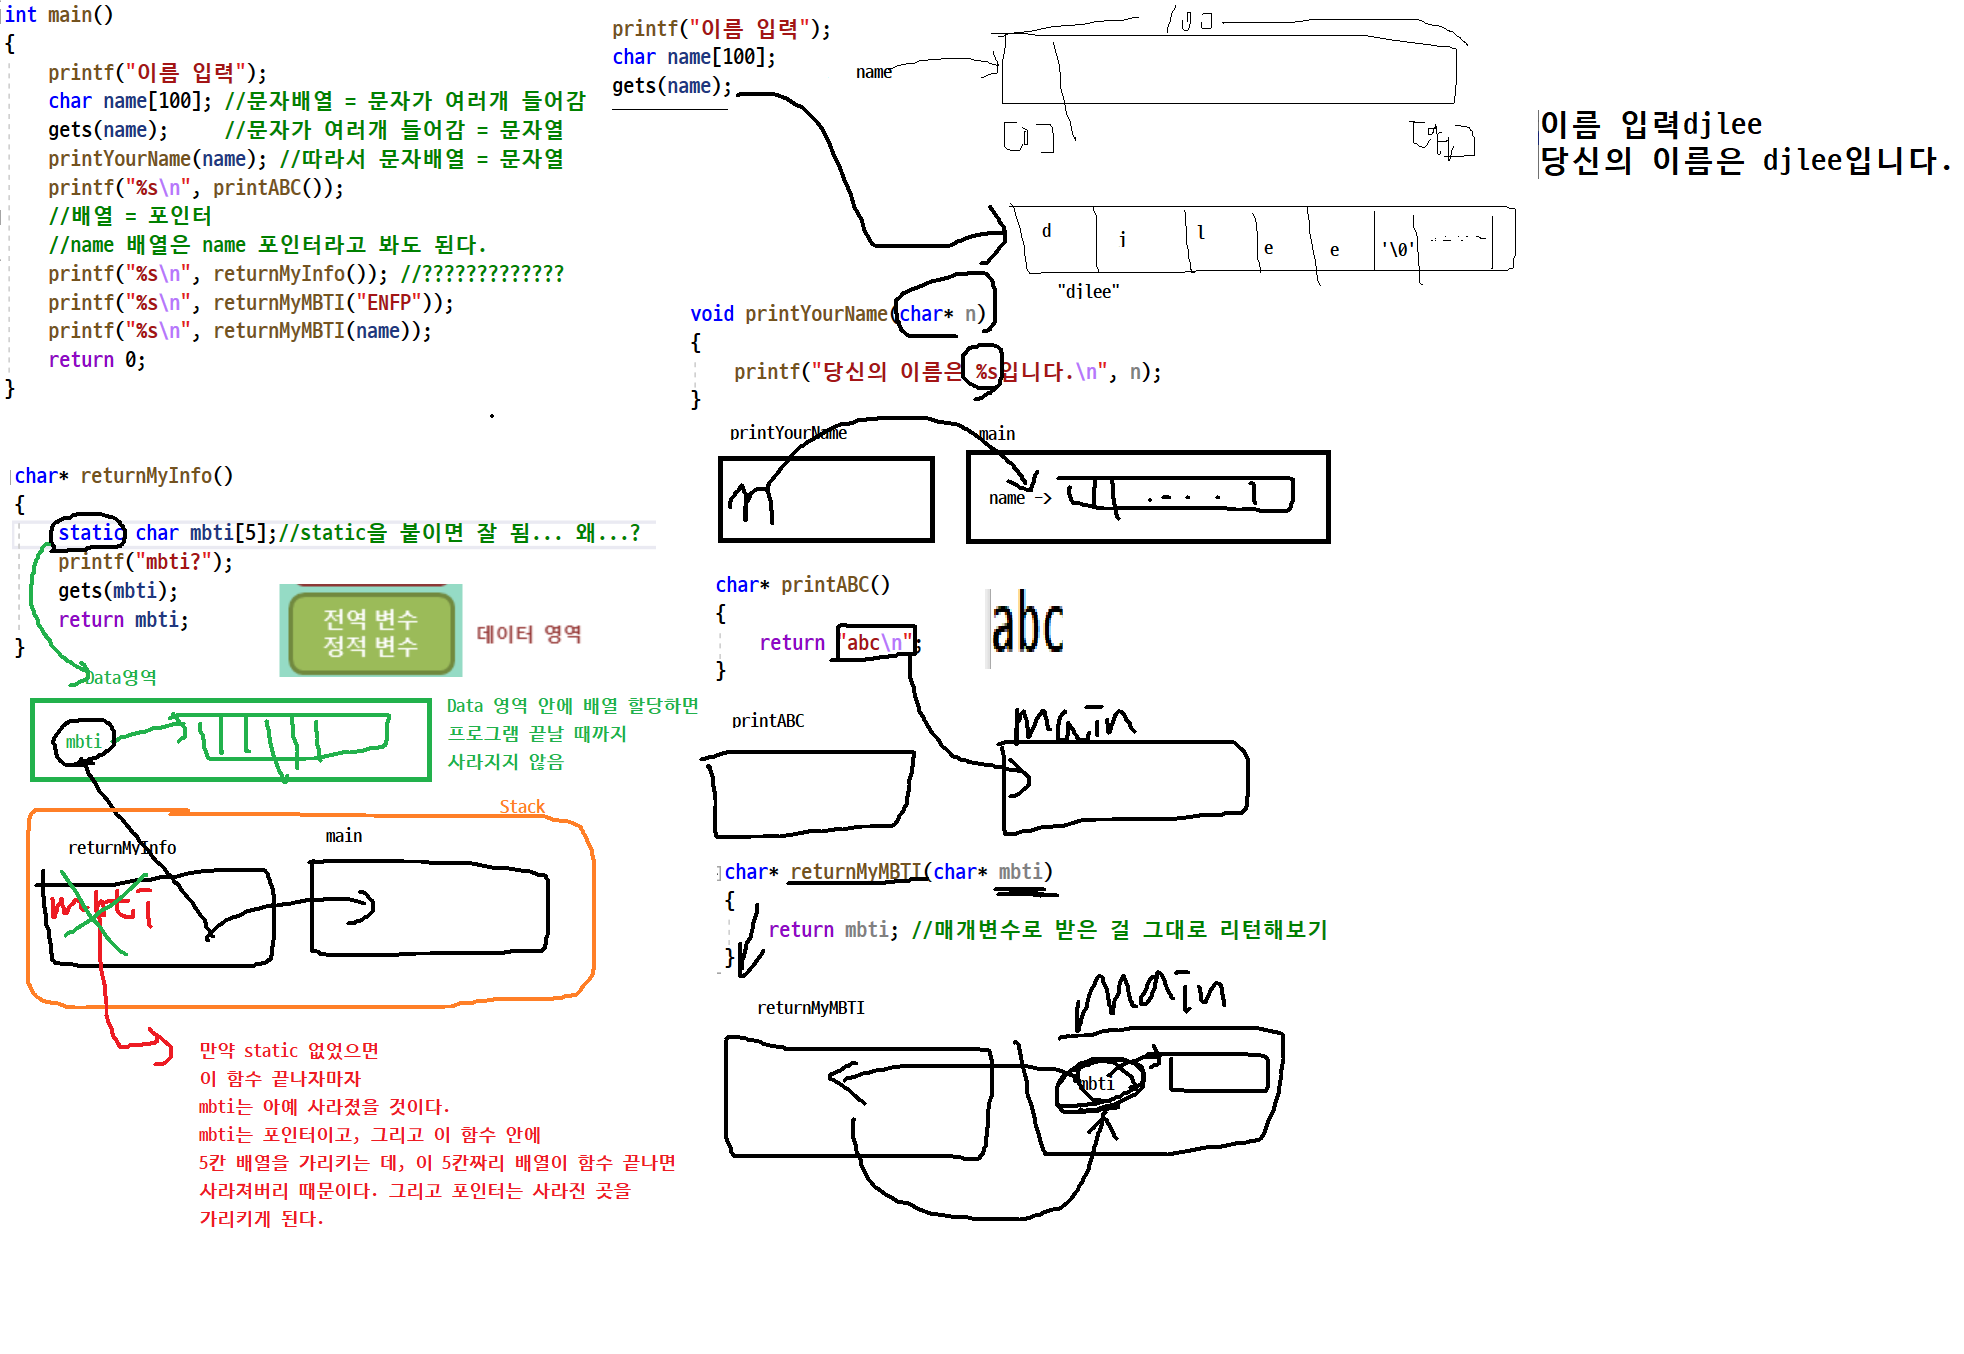 int main()
{
printf("이름 입력");
char name[100]; //문자배열 = 문자가 여러개 들어감
gets(name); //문자가 여러개 들어감 = 문자열
printYourName(name); //따라서 문자배열 = 문자열
printf("%s\n", printABC());
//배열 = 포인터
//name 배열은 name 포인터라고 봐도 된다.
printf("%s\n", returnMyInfo()); //?????????????
printf("%s\n", returnMyMBTI("ENFP"));
printf("%s\n", returnMyMBTI(name));
return 0;
}
char* returnMyInfo()
{
static char mbti[5];//static을 붙이면 잘 됨... 왜...?
printf("mbti?");
gets(mbti);
return mbti;
}
전역 변수
정적 변수
데이터 영역
Data영역
mbti
Data 영역 안에 배열 할당하면
프로그램 끝날 때까지
사라지지 않음
Stack
returnMyInfo
main
mbti
만약 static 없었으면
이 함수 끝나자마자
mbti는 아예 사라졌을 것이다.
mbti는 포인터이고, 그리고 이 함수 안에
5칸 배열을 가리키는 데, 이 5칸짜리 배열이 함수 끝나면
사라져버리 때문이다. 그리고 포인터는 사라진 곳을
가리키게 된다.
printf("이름 입력");
char name[100];
gets(name);
name
100
[0]
d j l e e '\0' ......
"djlee"
이름 입력djlee
당신의 이름은 djlee입니다.
void printYourName(char* n)
{
printf("당신의 이름은 %s입니다.\n", n);
}
printYourName
main
n
name ->
char* printABC()
{
return "abc\n";
}
abc
printABC
main
char* returnMyMBTI(char* mbti)
{
return mbti; //매개변수로 받은 걸 그대로 리턴해보기
}
returnMyMBTI
main
mbti